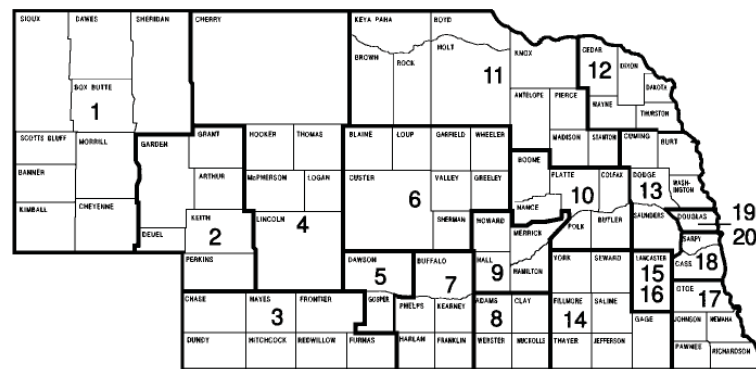 SIOUX DAWES SHERIDAN CHERRY KEYA PAHA BOYD
BROWN ROCK HOLT KNOX CEDAR DIXON
11 12 DAKOTA
BOX BUTTE
1
ANTELOPE PIERCE WAYNE THURSTON
SCOTTS BLUFF MORRILL GARDEN GRANT HOOKER THOMAS BLAINE LOUP GARFIELD WHEELER MADISON STANTON CUMING BURT
BANNER ARTHUR McPHERSON LOGAN CUSTER VALLEY GREELEY BOONE PLATTE COLFAX DODGE WASH-
INGTON
6 10 13
KIMBALL CHEYENNE KEITH LINCOLN SHERMAN HOWARD NANCE MERRICK POLK BUTLER SAUNDERS DOUGLAS 19
2 4 20
DEUEL SARPY
PERKINS DAWSON BUFFALO HALL HAMILTON YORK SEWARD LANCASTER CASS 18
5 7 9 15
16
CHASE HAYES FRONTIER GOSPER PHELPS KEARNEY ADAMS CLAY FILLMORE SALINE OTOE 17
3 8 14
GAGE JOHNSON NEMAHA
DUNDY HITCHCOCK REDWILLOW FURNAS HARLAN FRANKLIN WEBSTER NUCKOLLS THAYER JEFFERSON PAWNEE RICHARDSON